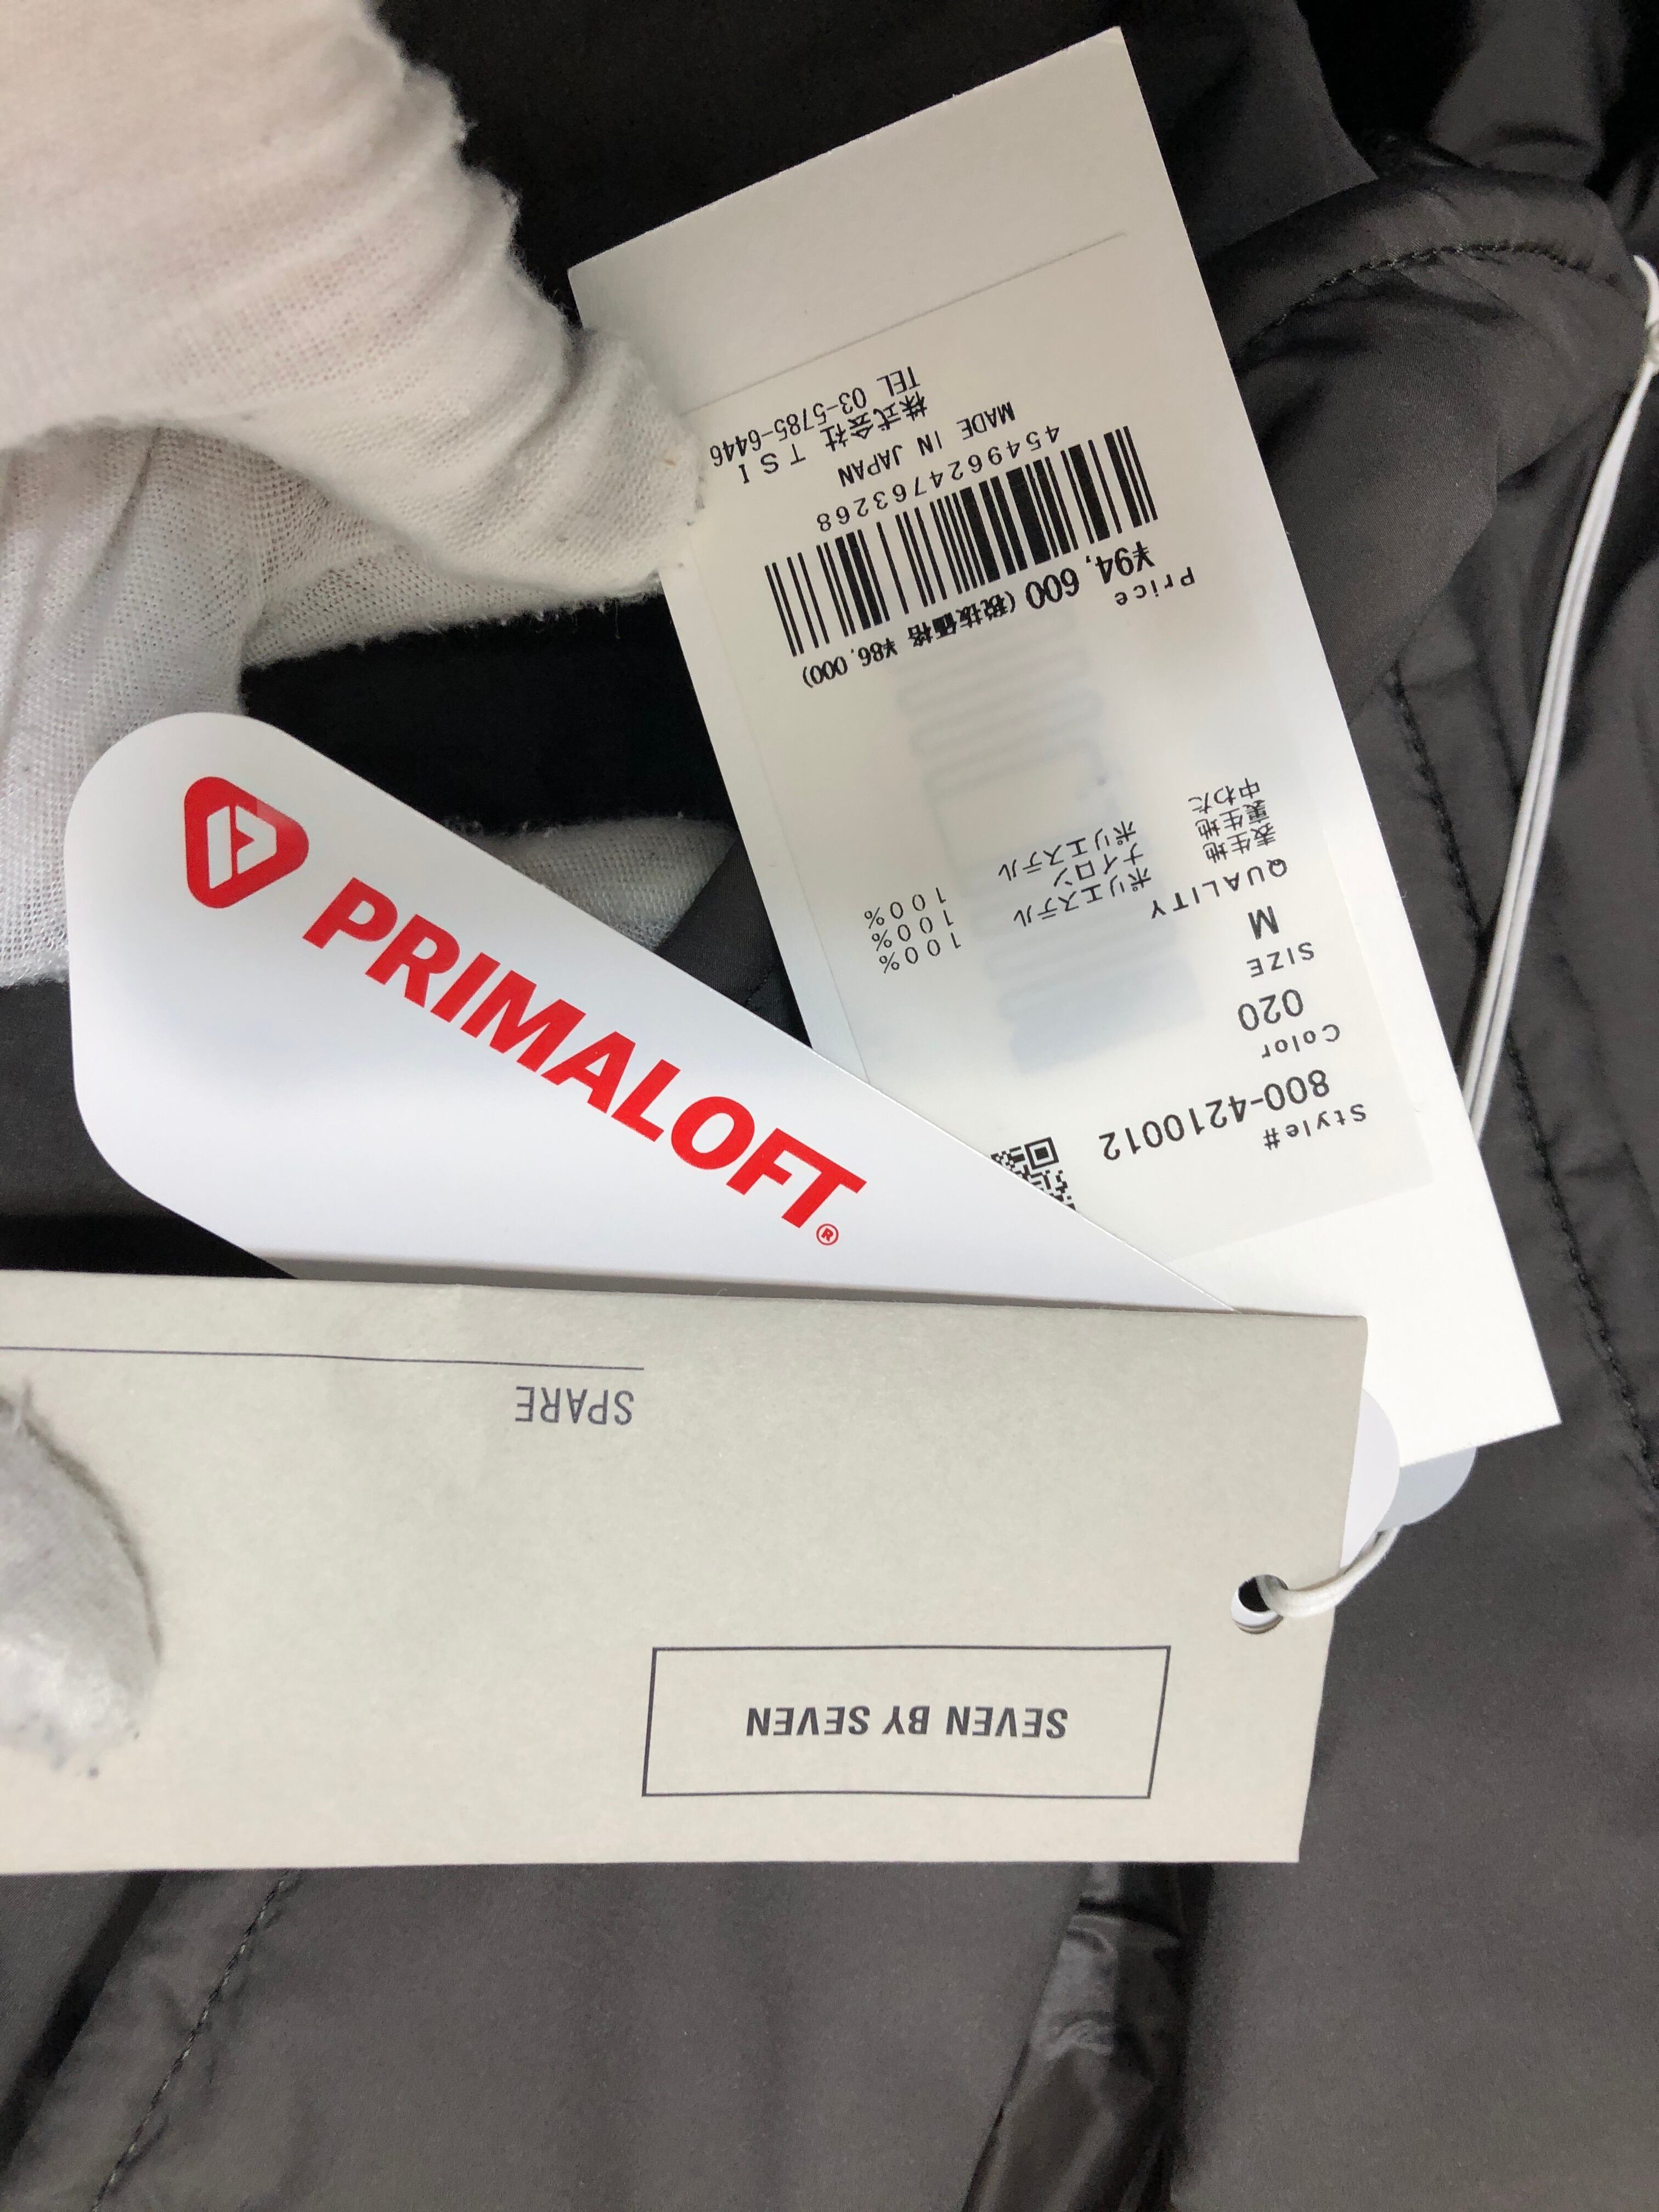 Style#
800-4210012
Color
020
SIZE
M
QUALITY
表生地 ポリエステル 100%
裏生地 ナイロン 100%
中わた ポリエステル 100%
Price
¥94,600(税抜価格 ¥86,000)
4549624763268
MADE IN JAPAN
株式会社 TSI
TEL 03-5785-6446
PRIMALOFT®
SEVEN BY SEVEN
SPARE